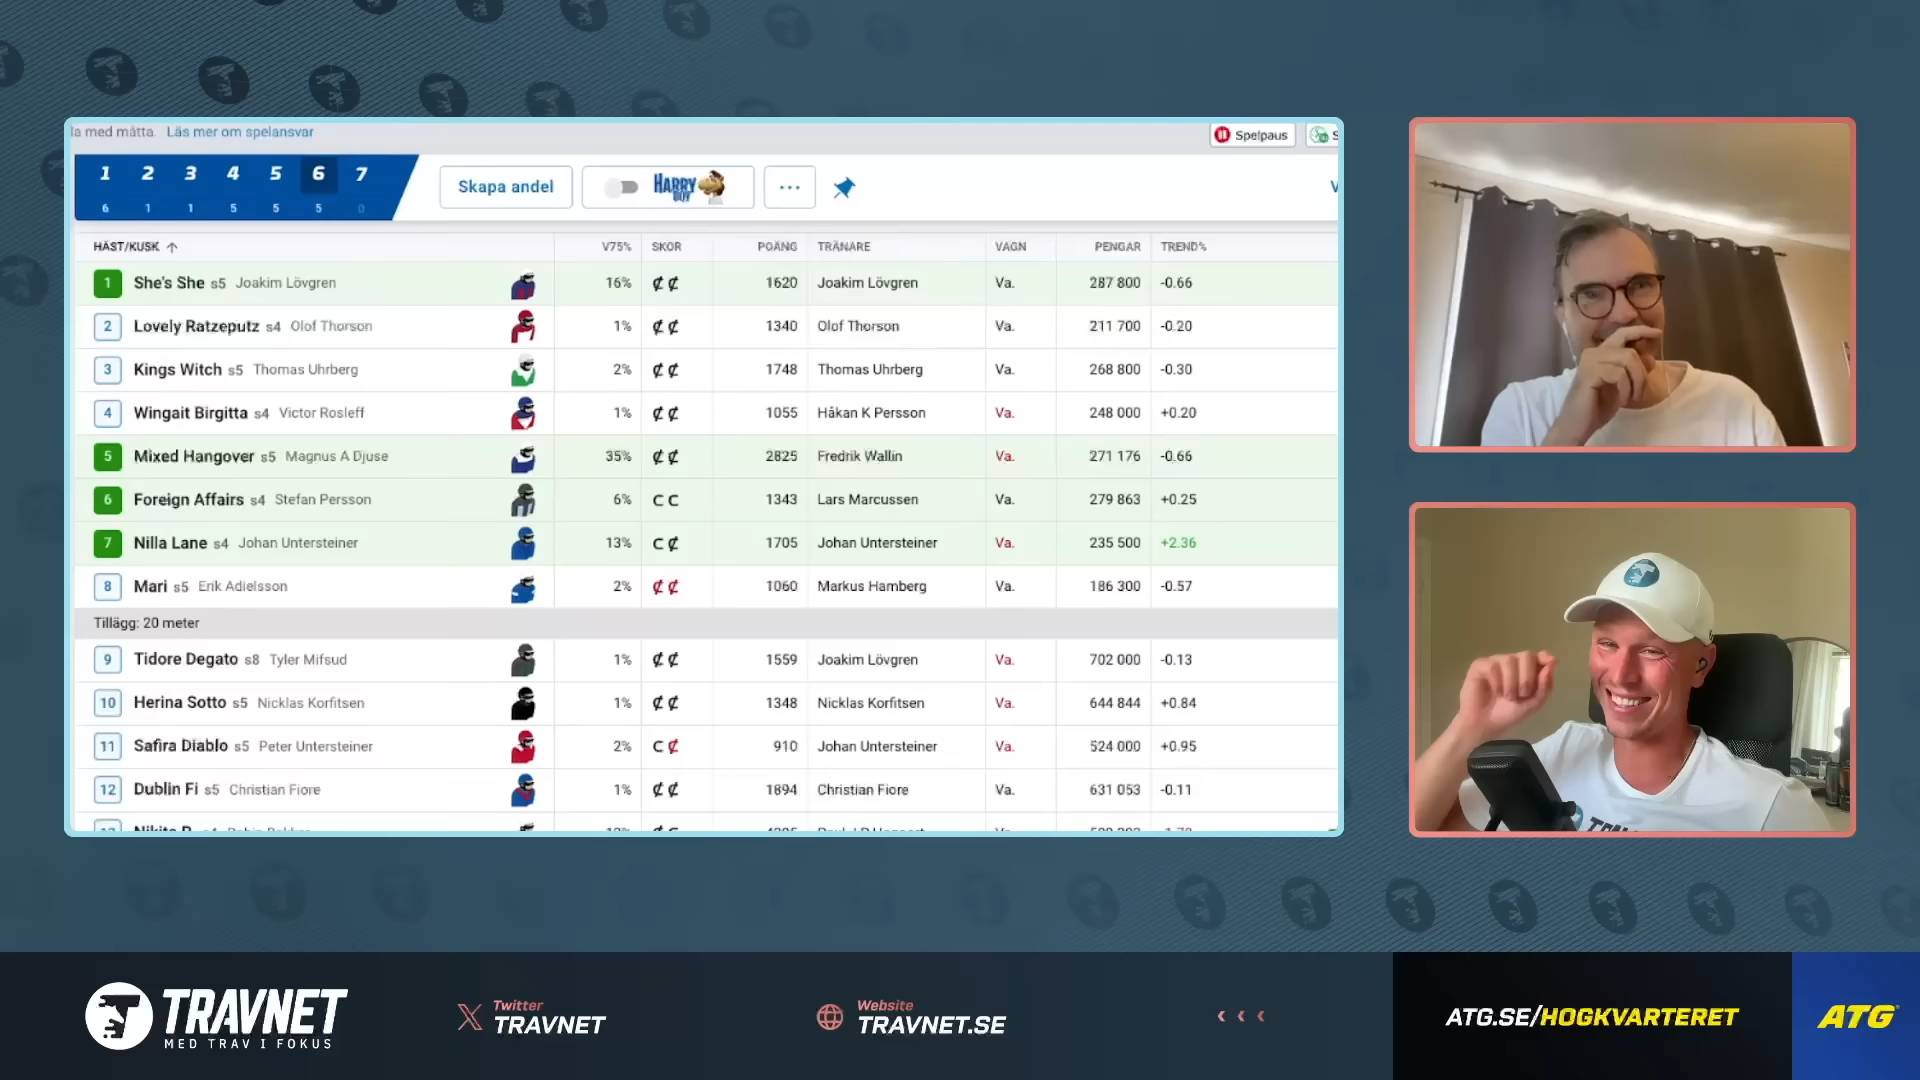 la med måtta. Läs mer om spelansvar
Spelpaus
1 2 3 4 5 6 7
6 1 1 5 5 5 0
Skapa andel
HARRY BOY
...
HÄST/KUSK ↑ V75% SKOR POÄNG TRÄNARE VAGN PENGAR TREND%
1 She's She s5 Joakim Lövgren 16% ₵ ₵ 1620 Joakim Lövgren Va. 287 800 -0.66
2 Lovely Ratzeputz s4 Olof Thorson 1% ₵ ₵ 1340 Olof Thorson Va. 211 700 -0.20
3 Kings Witch s5 Thomas Uhrberg 2% ₵ ₵ 1748 Thomas Uhrberg Va. 268 800 -0.30
4 Wingait Birgitta s4 Victor Rosleff 1% ₵ ₵ 1055 Håkan K Persson Va. 248 000 +0.20
5 Mixed Hangover s5 Magnus A Djuse 35% ₵ ₵ 2825 Fredrik Wallin Va. 271 176 -0.66
6 Foreign Affairs s4 Stefan Persson 6% C C 1343 Lars Marcussen Va. 279 863 +0.25
7 Nilla Lane s4 Johan Untersteiner 13% C ₵ 1705 Johan Untersteiner Va. 235 500 +2.36
8 Mari s5 Erik Adielsson 2% ₵ ₵ 1060 Markus Hamberg Va. 186 300 -0.57
Tillägg: 20 meter
9 Tidore Degato s8 Tyler Mifsud 1% ₵ ₵ 1559 Joakim Lövgren Va. 702 000 -0.13
10 Herina Sotto s5 Nicklas Korfitsen 1% ₵ ₵ 1348 Nicklas Korfitsen Va. 644 844 +0.84
11 Safira Diablo s5 Peter Untersteiner 2% C ₵ 910 Johan Untersteiner Va. 524 000 +0.95
12 Dublin Fi s5 Christian Fiore 1% ₵ ₵ 1894 Christian Fiore Va. 631 053 -0.11
TRAVNET
MED TRAV I FOKUS
Twitter
TRAVNET
Website
TRAVNET.SE
ATG.SE/HOGKVARTERET
ATG